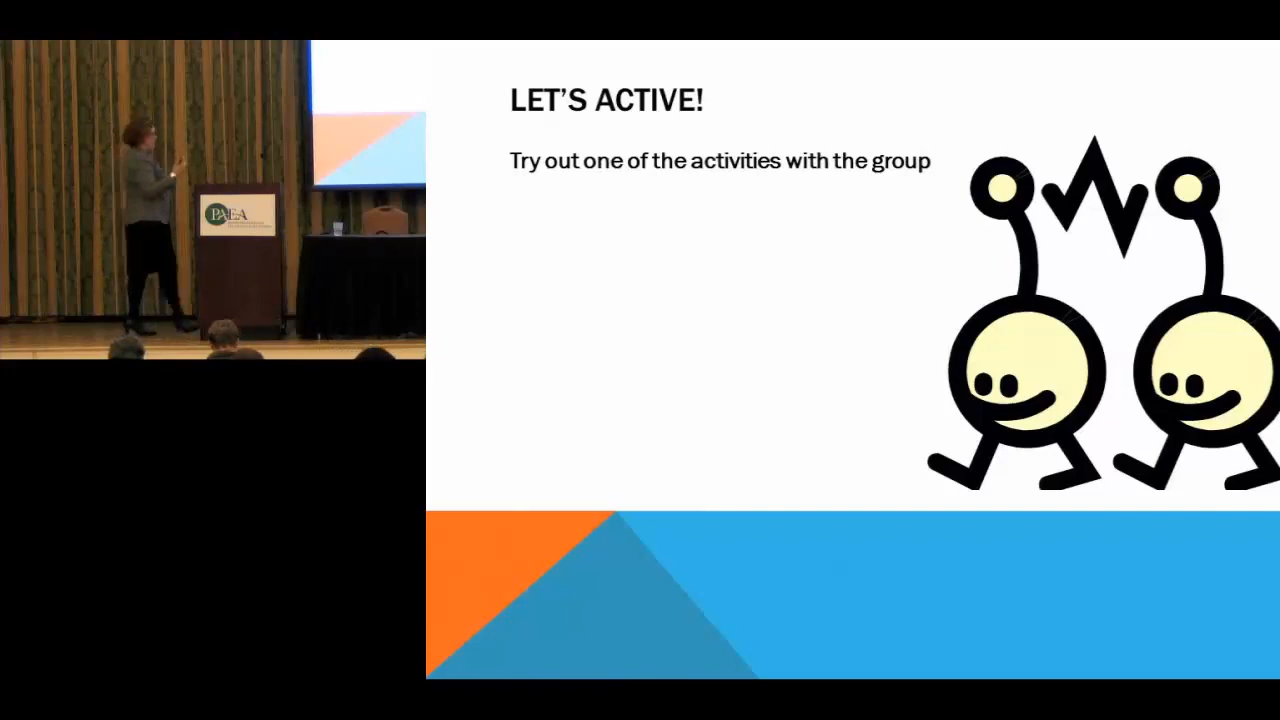 LET'S ACTIVE!
Try out one of the activities with the group
PAEA